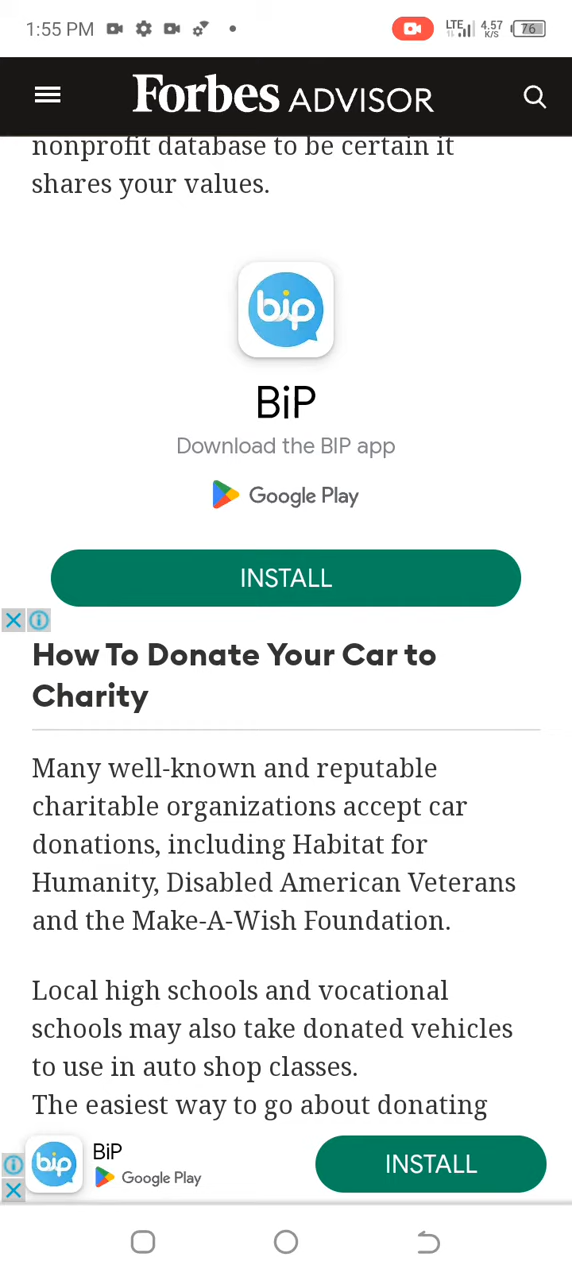 1:55 PM LTE 4.57 K/S 76
Forbes ADVISOR
nonprofit database to be certain it
shares your values.
bip
BiP
Download the BIP app
Google Play
INSTALL
How To Donate Your Car to
Charity
Many well-known and reputable
charitable organizations accept car
donations, including Habitat for
Humanity, Disabled American Veterans
and the Make-A-Wish Foundation.
Local high schools and vocational
schools may also take donated vehicles
to use in auto shop classes.
The easiest way to go about donating
bip
BiP
Google Play
INSTALL